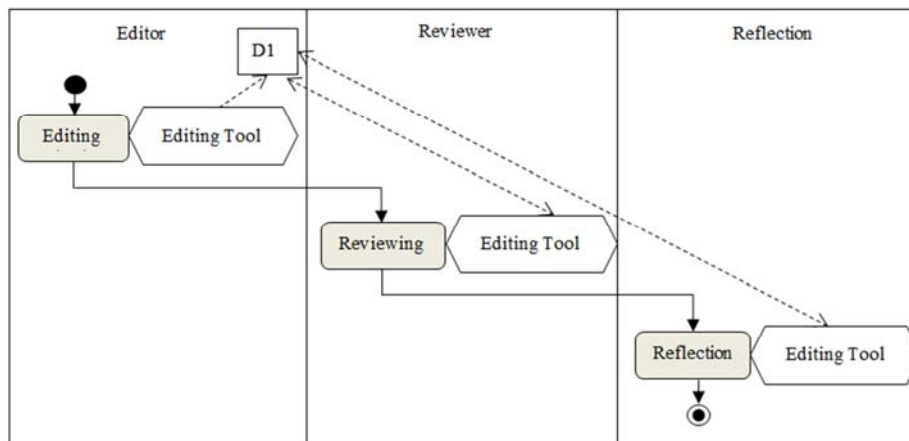 Editor
Reviewer
Reflection
D1
Editing
Editing Tool
Reviewing
Editing Tool
Reflection
Editing Tool